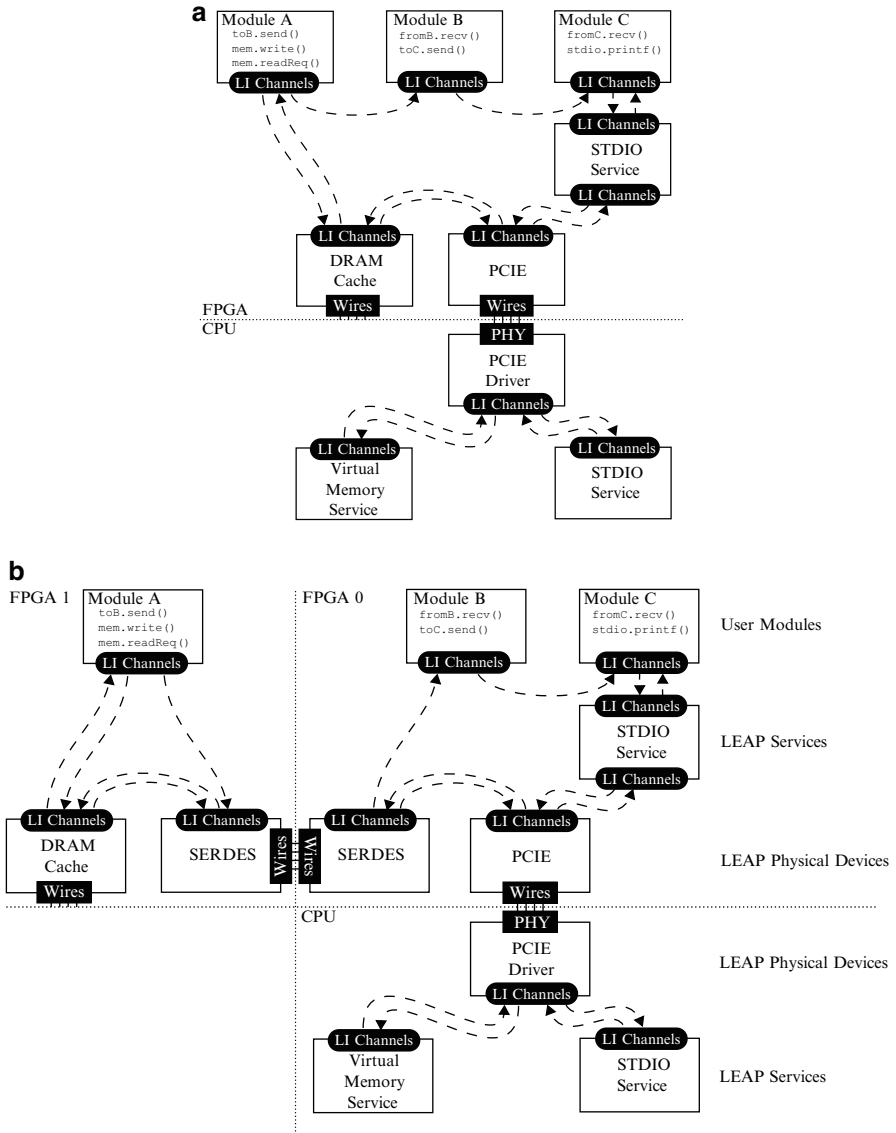 a
Module A
toB.send()
mem.write()
mem.readReq()
LI Channels
Module B
fromB.recv()
toC.send()
LI Channels
Module C
fromC.recv()
stdio.printf()
LI Channels
LI Channels
STDIO
Service
LI Channels
LI Channels
DRAM
Cache
Wires
LI Channels
PCIE
Wires
FPGA
CPU
PHY
PCIE
Driver
LI Channels
LI Channels
Virtual
Memory
Service
LI Channels
STDIO
Service
b
FPGA 1
Module A
toB.send()
mem.write()
mem.readReq()
LI Channels
FPGA 0
Module B
fromB.recv()
toC.send()
LI Channels
Module C
fromC.recv()
stdio.printf()
LI Channels
User Modules
LI Channels
STDIO
Service
LI Channels
LEAP Services
LI Channels
DRAM
Cache
Wires
LI Channels
SERDES
Wires
Wires
LI Channels
SERDES
LI Channels
PCIE
Wires
LEAP Physical Devices
CPU
PHY
PCIE
Driver
LI Channels
LEAP Physical Devices
LI Channels
Virtual
Memory
Service
LI Channels
STDIO
Service
LEAP Services